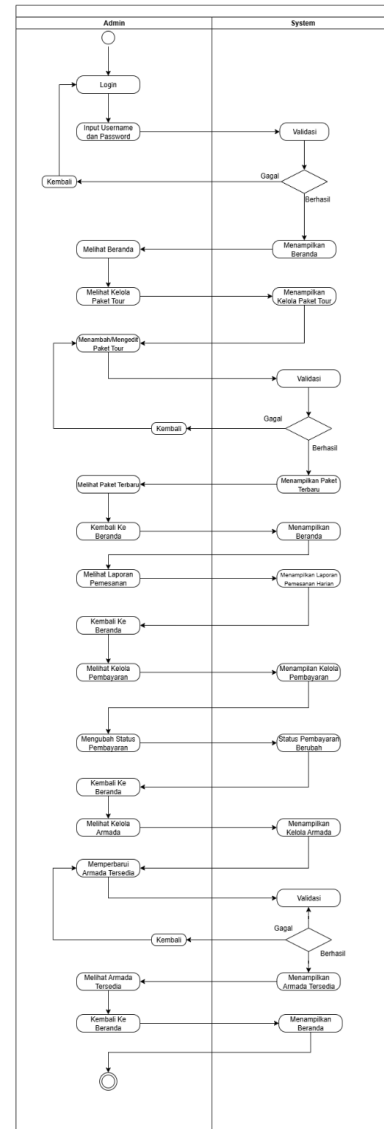 Admin
System
Login
Input Username
dan Password
Validasi
Gagal
Kembali
Berhasil
Melihat Beranda
Menampilkan
Beranda
Melihat Kelola
Paket Tour
Menampilkan
Kelola Paket Tour
Menambah/Mengedit
Paket Tour
Validasi
Gagal
Kembali
Berhasil
Melihat Paket Terbaru
Menampilkan Paket
Terbaru
Kembali Ke
Beranda
Menampilkan
Beranda
Melihat Laporan
Pemesanan
Menampilkan Laporan
Pemesanan Harian
Kembali Ke
Beranda
Melihat Kelola
Pembayaran
Menampilan Kelola
Pembayaran
Mengubah Status
Pembayaran
Status Pembayaran
Berubah
Kembali Ke
Beranda
Melihat Kelola
Armada
Menampilkan
Kelola Armada
Memperbarui
Armada Tersedia
Validasi
Gagal
Kembali
Berhasil
Melihat Armada
Tersedia
Menampilkan
Armada Tersedia
Kembali Ke
Beranda
Menampilkan
Beranda